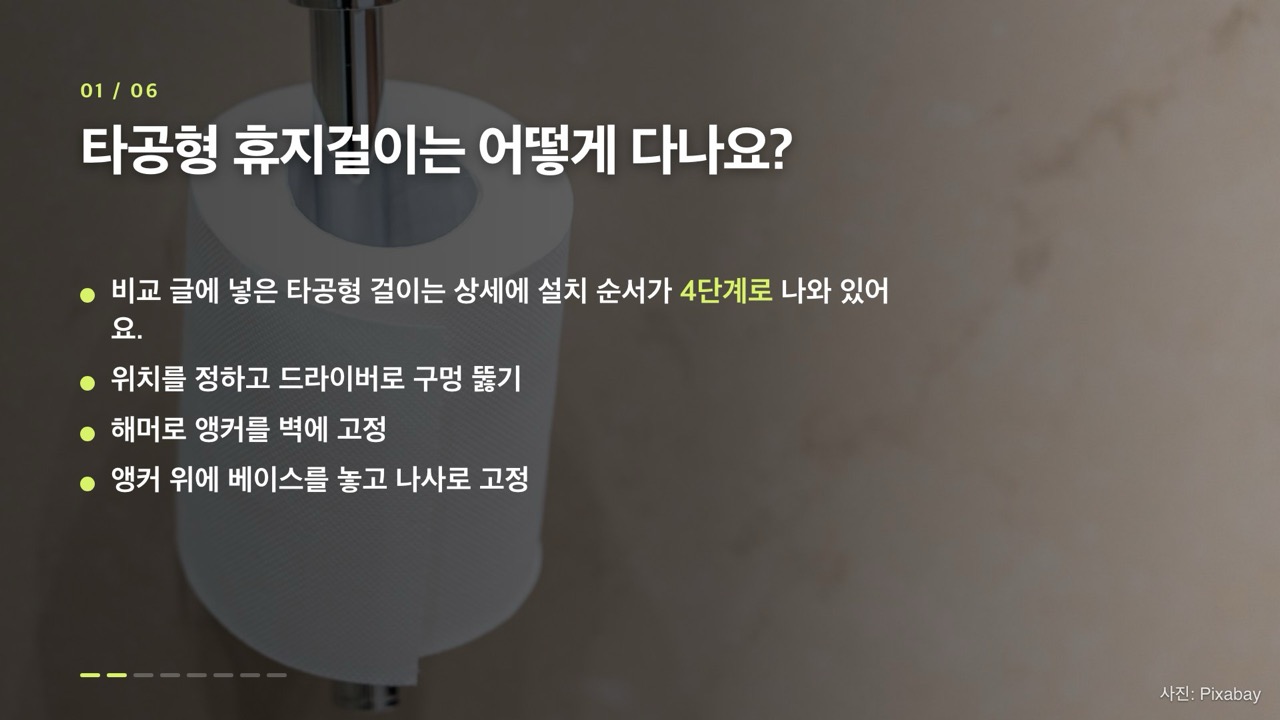 01 / 06
타공형 휴지걸이는 어떻게 다나요?
비교 글에 넣은 타공형 걸이는 상세에 설치 순서가 4단계로 나와 있어
요.
위치를 정하고 드라이버로 구멍 뚫기
해머로 앵커를 벽에 고정
앵커 위에 베이스를 놓고 나사로 고정
사진: Pixabay